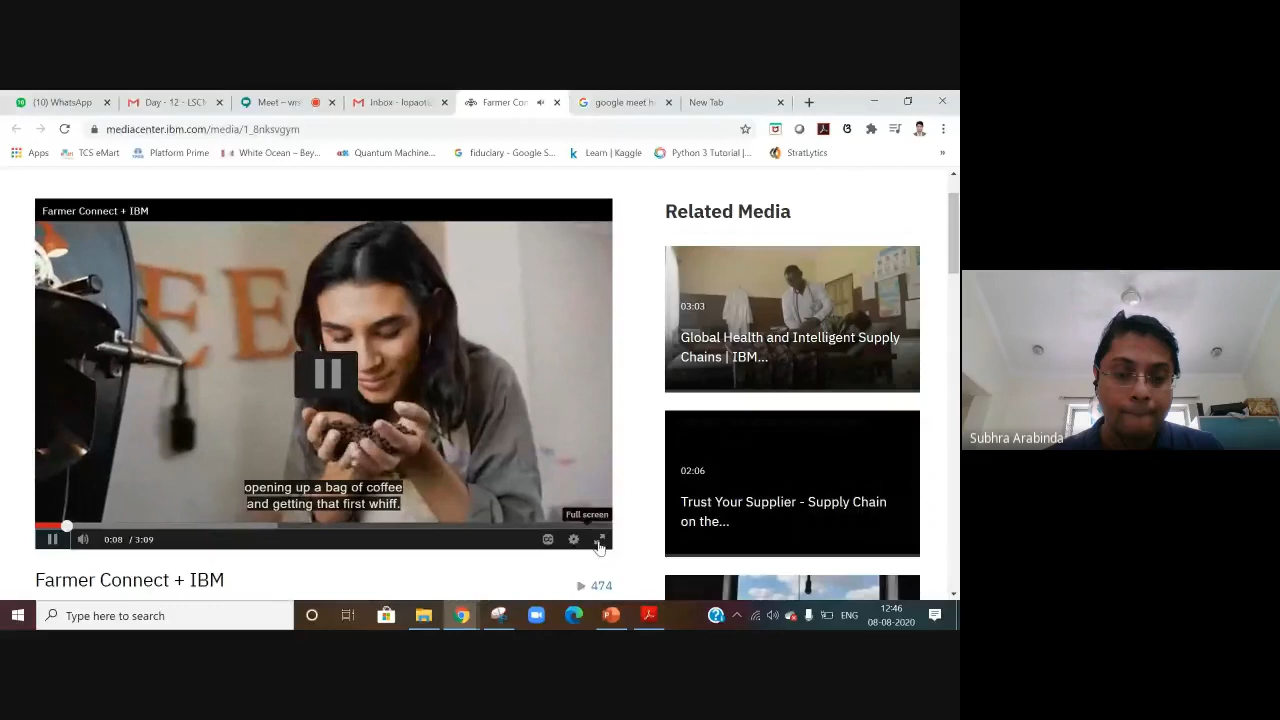 (10) WhatsApp
Day - 12 - LSC
Meet – wr
Inbox - lopaoti
Farmer Con
google meet h
New Tab
mediacenter.ibm.com/media/1_8nksvgym
Apps
TCS eMart
Platform Prime
White Ocean – Bey...
Quantum Machine...
fiduciary - Google S...
Learn | Kaggle
Python 3 Tutorial |...
StratLytics
»
Farmer Connect + IBM
EE
opening up a bag of coffee
and getting that first whiff.
Full screen
0:08 / 3:09
CC
Farmer Connect + IBM
474
Related Media
03:03
Global Health and Intelligent Supply
Chains | IBM...
02:06
Trust Your Supplier - Supply Chain
on the...
Subhra Arabinda
Type here to search
ENG
12:46
08-08-2020